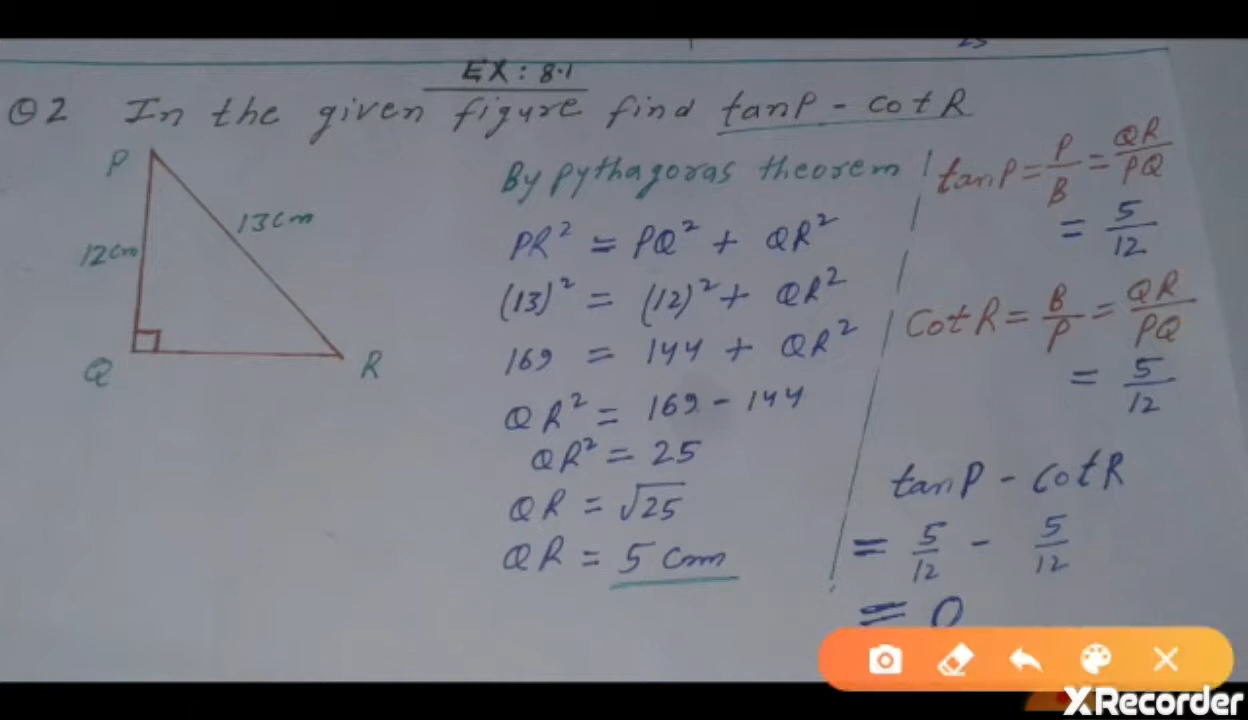 EX: 8.1
Q2 In the given figure find tanP - cotR
P
12cm
13cm
Q
R
By pythagoras theorem
PR² = PQ² + QR²
(13)² = (12)² + QR²
169 = 144 + QR²
QR² = 169 - 144
QR² = 25
QR = √25
QR = 5 cm
tanP = P/B = QR/PQ
= 5/12
CotR = B/P = QR/PQ
= 5/12
tanP - cotR
= 5/12 - 5/12
= 0
XRecorder